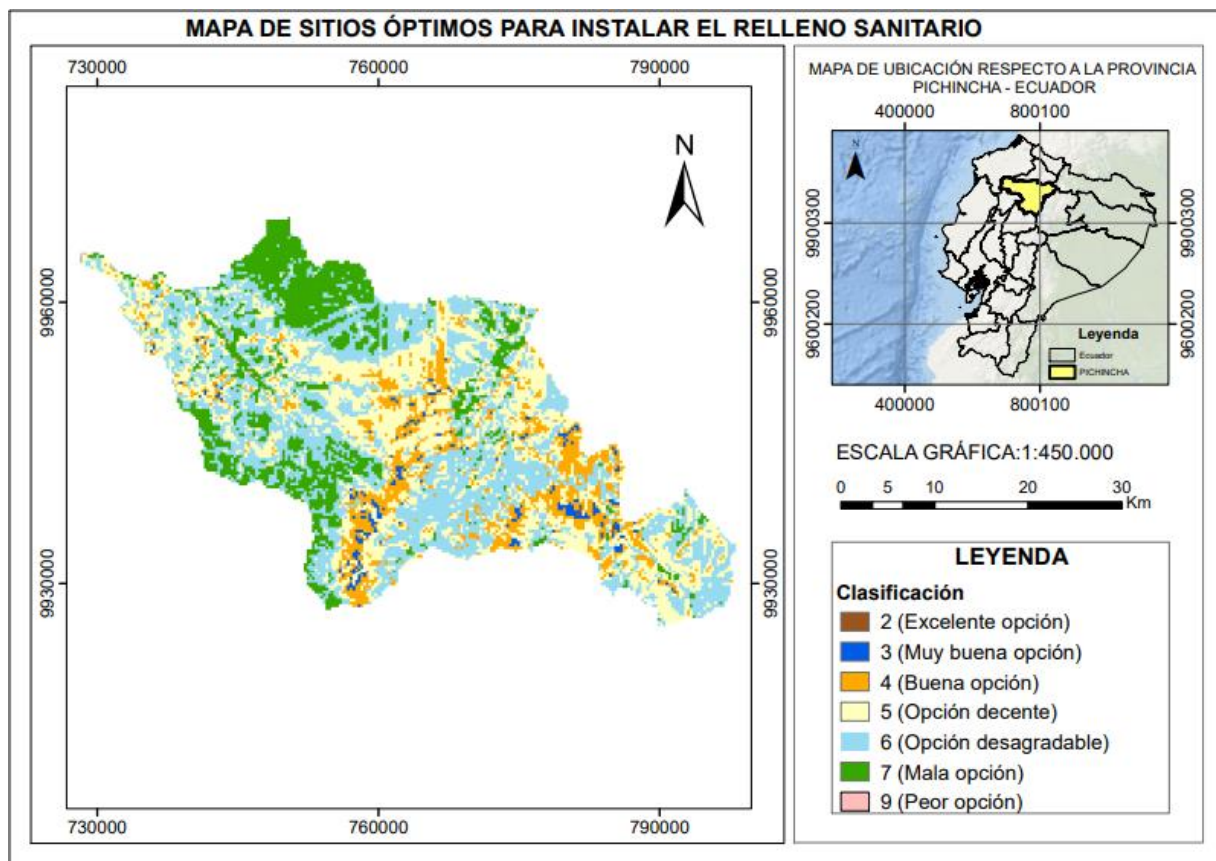 MAPA DE SITIOS ÓPTIMOS PARA INSTALAR EL RELLENO SANITARIO
730000 760000 790000
N
9960000 9960000
9930000 9930000
730000 760000 790000
MAPA DE UBICACIÓN RESPECTO A LA PROVINCIA
PICHINCHA - ECUADOR
400000 800100
N
9900300 9900300
9600200 9600200
Leyenda
Ecuador
PICHINCHA
400000 800100
ESCALA GRÁFICA:1:450.000
0 5 10 20 30
Km
LEYENDA
Clasificación
2 (Excelente opción)
3 (Muy buena opción)
4 (Buena opción)
5 (Opción decente)
6 (Opción desagradable)
7 (Mala opción)
9 (Peor opción)